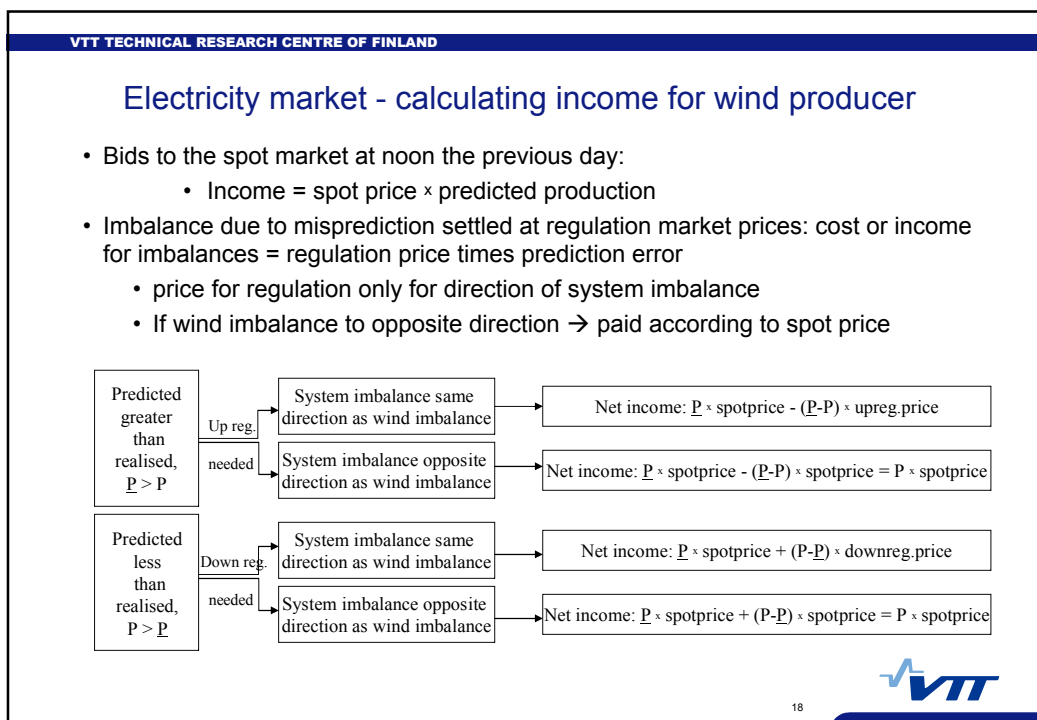 VTT TECHNICAL RESEARCH CENTRE OF FINLAND
Electricity market - calculating income for wind producer
• Bids to the spot market at noon the previous day:
• Income = spot price x predicted production
• Imbalance due to misprediction settled at regulation market prices: cost or income
for imbalances = regulation price times prediction error
• price for regulation only for direction of system imbalance
• If wind imbalance to opposite direction → paid according to spot price
Predicted
greater
than
realised,
P > P
Up reg.
needed
System imbalance same
direction as wind imbalance
Net income: P x spotprice - (P-P) x upreg.price
System imbalance opposite
direction as wind imbalance
Net income: P x spotprice - (P-P) x spotprice = P x spotprice
Predicted
less
than
realised,
P > P
Down reg.
needed
System imbalance same
direction as wind imbalance
Net income: P x spotprice + (P-P) x downreg.price
System imbalance opposite
direction as wind imbalance
Net income: P x spotprice + (P-P) x spotprice = P x spotprice
18
VTT